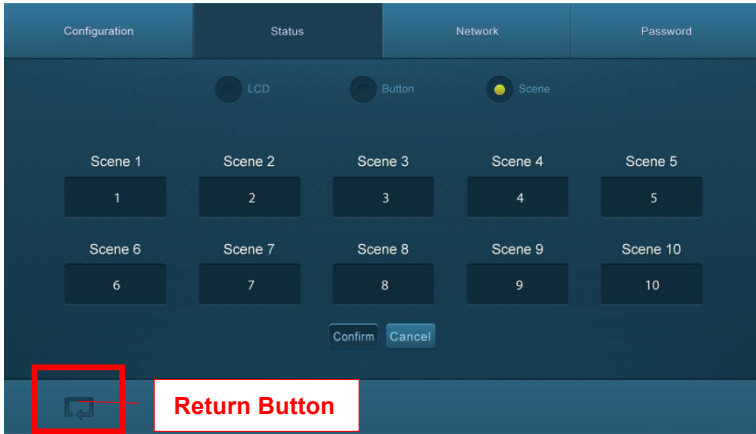 Configuration Status Network Password
LCD Button Scene
Scene 1 Scene 2 Scene 3 Scene 4 Scene 5
1 2 3 4 5
Scene 6 Scene 7 Scene 8 Scene 9 Scene 10
6 7 8 9 10
Confirm Cancel
Return Button